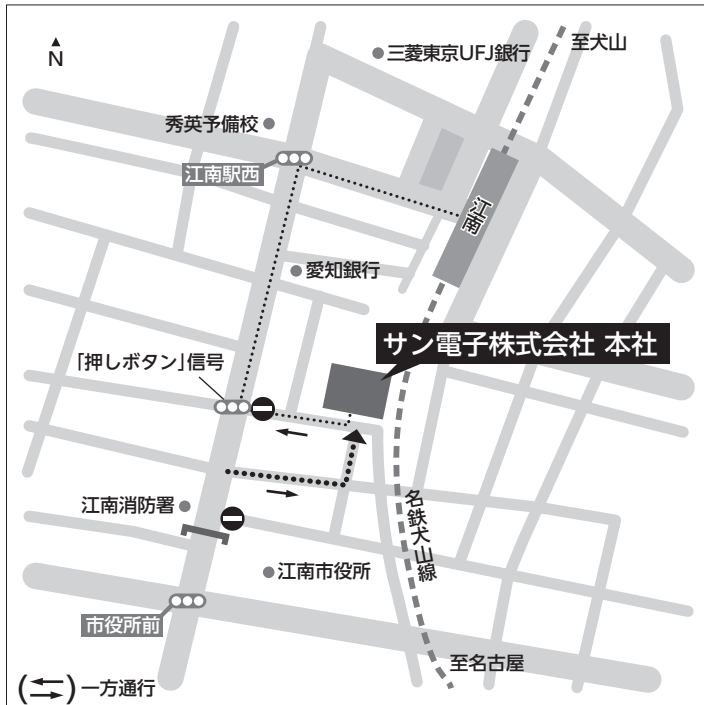 N
三菱東京UFJ銀行
至犬山
秀英予備校
江南駅西
江南
愛知銀行
サン電子株式会社 本社
「押しボタン」信号
江南消防署
名鉄犬山線
江南市役所
市役所前
至名古屋
(⇄)一方通行